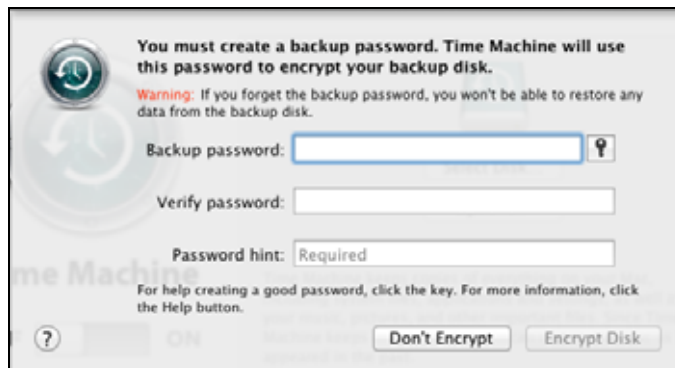 You must create a backup password. Time Machine will use
this password to encrypt your backup disk.
Warning: If you forget the backup password, you won't be able to restore any
data from the backup disk.
Backup password:
Verify password:
Password hint: Required
me Machine
For help creating a good password, click the key. For more information, click
the Help button.
ON
? Don't Encrypt Encrypt Disk